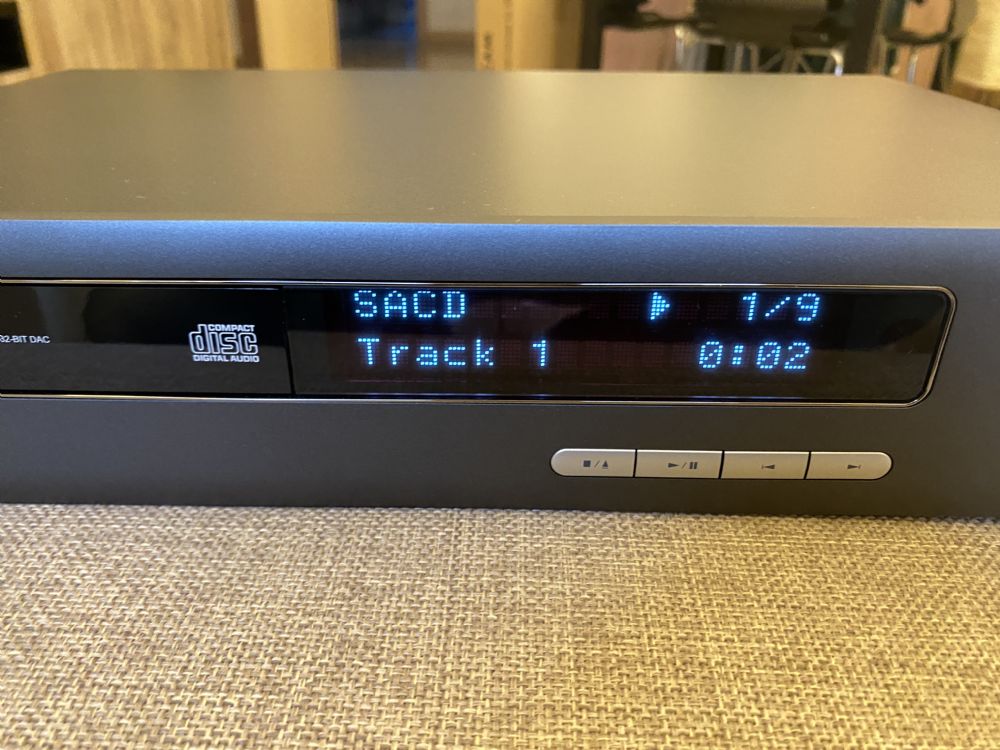 SACD 1/9
32-BIT DAC
COMPACT
disc
DIGITAL AUDIO
Track 1 0:02